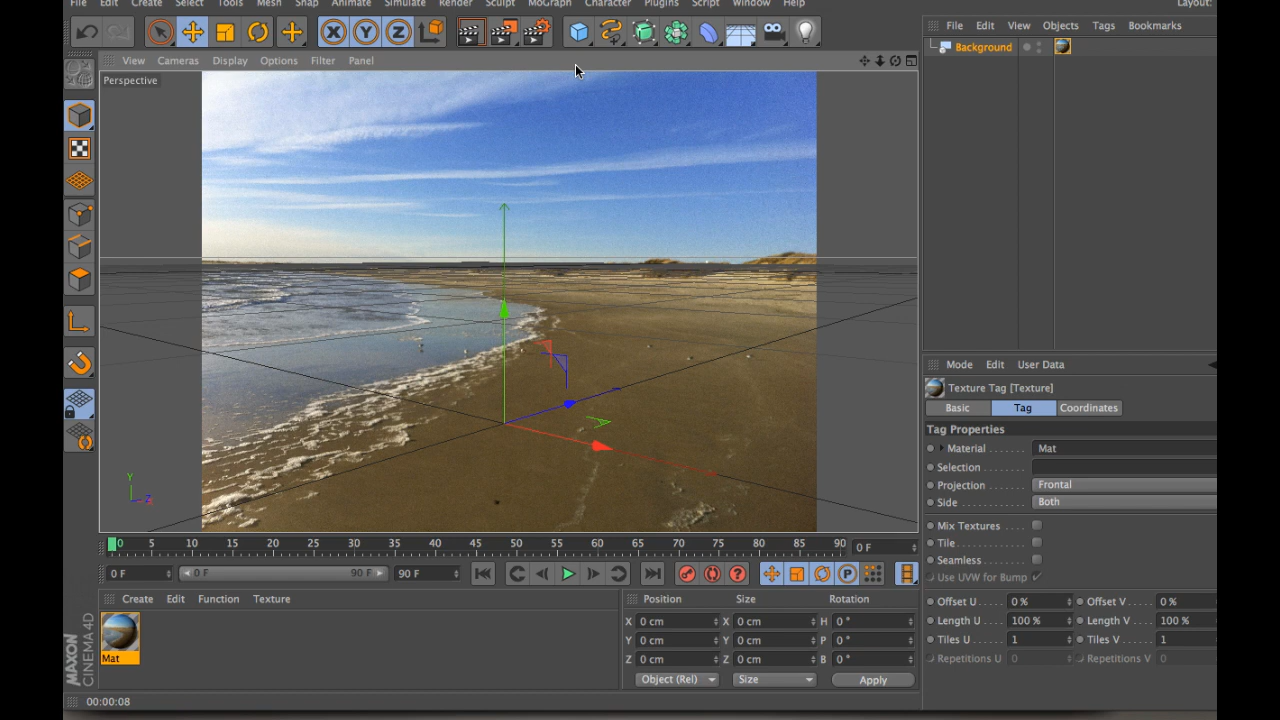 File Edit Create Select Tools Mesh Snap Animate Simulate Render Sculpt MoGraph Character Plugins Script Window Help Layout:
X Y Z
File Edit View Objects Tags Bookmarks
Background
View Cameras Display Options Filter Panel
Perspective
Y
Z
Mode Edit User Data
Texture Tag [Texture]
Basic Tag Coordinates
Tag Properties
Material Mat
Selection
Projection Frontal
Side Both
Mix Textures
Tile
Seamless
Use UVW for Bump
Offset U 0 % Offset V 0 %
Length U 100 % Length V 100 %
Tiles U 1 Tiles V 1
Repetitions U 0 Repetitions V 0
0 5 10 15 20 25 30 35 40 45 50 55 60 65 70 75 80 85 90 0 F
0 F 0 F 90 F 90 F
P
Create Edit Function Texture
Mat
Position Size Rotation
X 0 cm X 0 cm H 0 °
Y 0 cm Y 0 cm P 0 °
Z 0 cm Z 0 cm B 0 °
Object (Rel) Size Apply
MAXON
CINEMA 4D
00:00:08